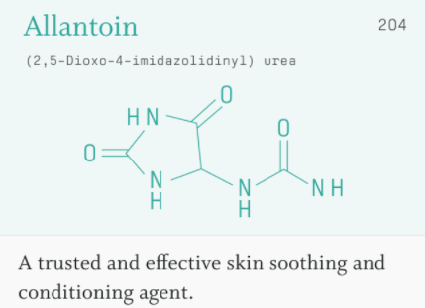 Allantoin
204
(2,5-Dioxo-4-imidazolidinyl) urea
O
HN
O
O
N
H
N
H
NH
A trusted and effective skin soothing and
conditioning agent.